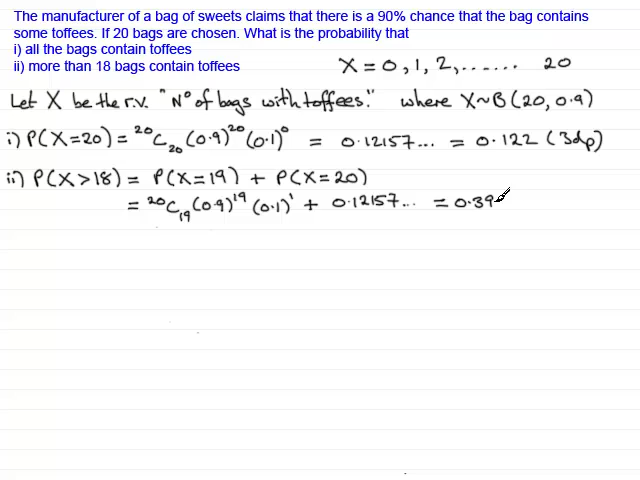 The manufacturer of a bag of sweets claims that there is a 90% chance that the bag contains
some toffees. If 20 bags are chosen. What is the probability that
i) all the bags contain toffees
ii) more than 18 bags contain toffees
X = 0, 1, 2, ...... 20
Let X be the r.v. "Nº of bags with toffees." where X~B(20, 0.9)
i) P(X=20) = ²⁰C₂₀ (0.9)²⁰ (0.1)⁰ = 0.12157... = 0.122 (3dp)
ii) P(X>18) = P(X=19) + P(X=20)
= ²⁰C₁₉ (0.9)¹⁹ (0.1)¹ + 0.12157... = 0.39